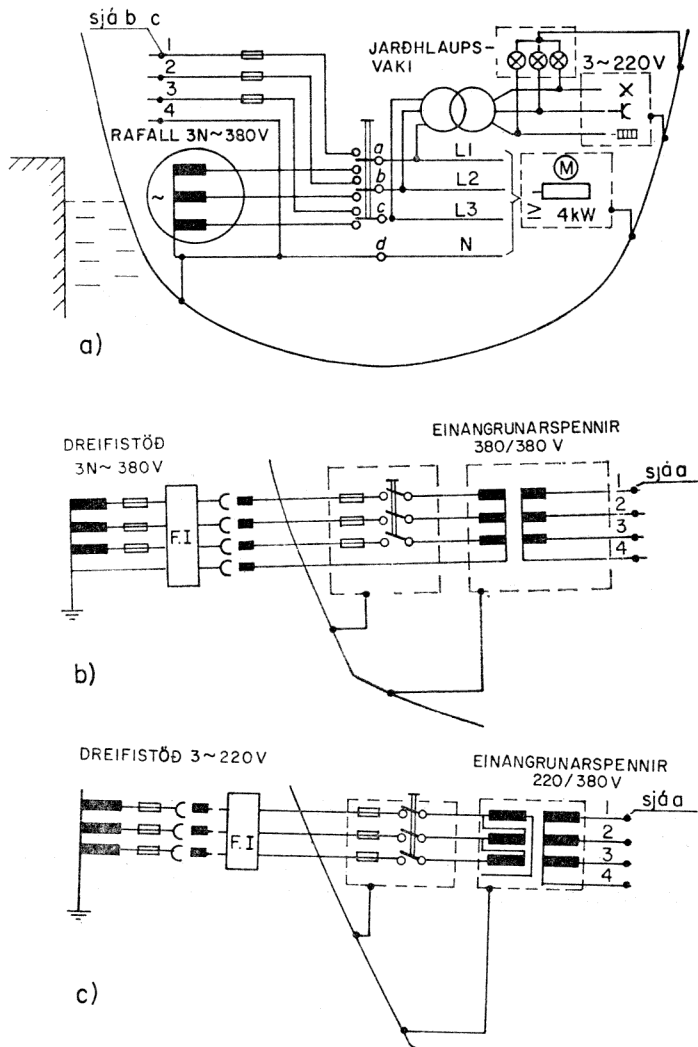 sjá b c
1
2
3
4
RAFALL 3N~380V
~
JARÐHLAUPS-
VAKI
3~220V
a
b
c
d
L1
L2
L3
N
M
≥ 4kW
a)
DREIFISTÖÐ
3N~380V
F.I
EINANGRUNARSPENNIR
380/380 V
1
2
3
4
sjá a
b)
DREIFISTÖÐ 3~220V
F.I
EINANGRUNARSPENNIR
220/380V
1
2
3
4
sjá a
c)